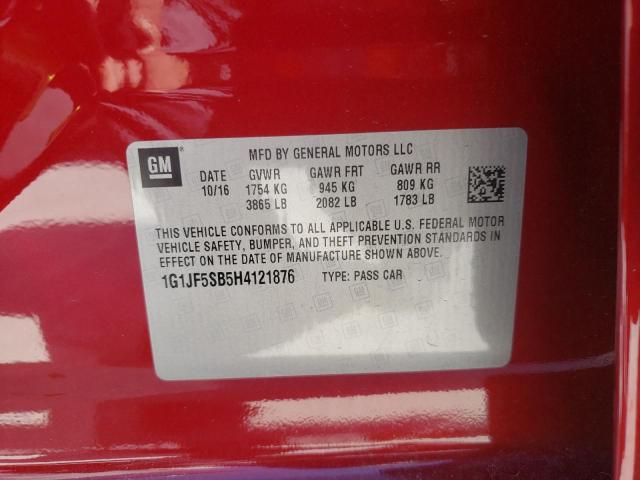 MFD BY GENERAL MOTORS LLC
GM
DATE GVWR GAWR FRT GAWR RR
10/16 1754 KG 945 KG 809 KG
3865 LB 2082 LB 1783 LB
THIS VEHICLE CONFORMS TO ALL APPLICABLE U.S. FEDERAL MOTOR
VEHICLE SAFETY, BUMPER, AND THEFT PREVENTION STANDARDS IN
EFFECT ON THE DATE OF MANUFACTURE SHOWN ABOVE.
1G1JF5SB5H4121876 TYPE: PASS CAR